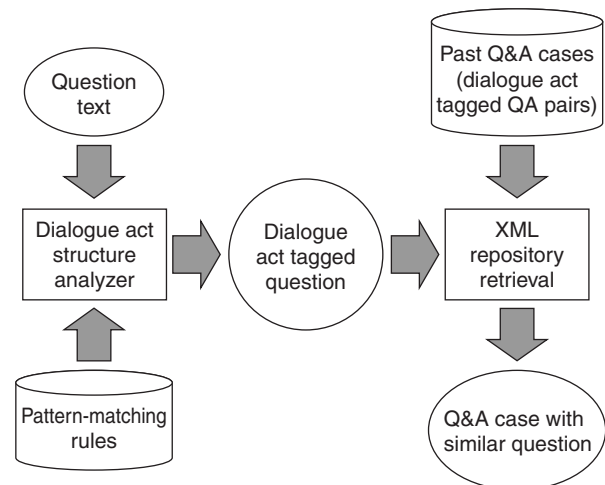 Question
text
Past Q&A cases
(dialogue act
tagged QA pairs)
Dialogue act
structure
analyzer
Dialogue
act tagged
question
XML
repository
retrieval
Pattern-matching
rules
Q&A case with
similar question